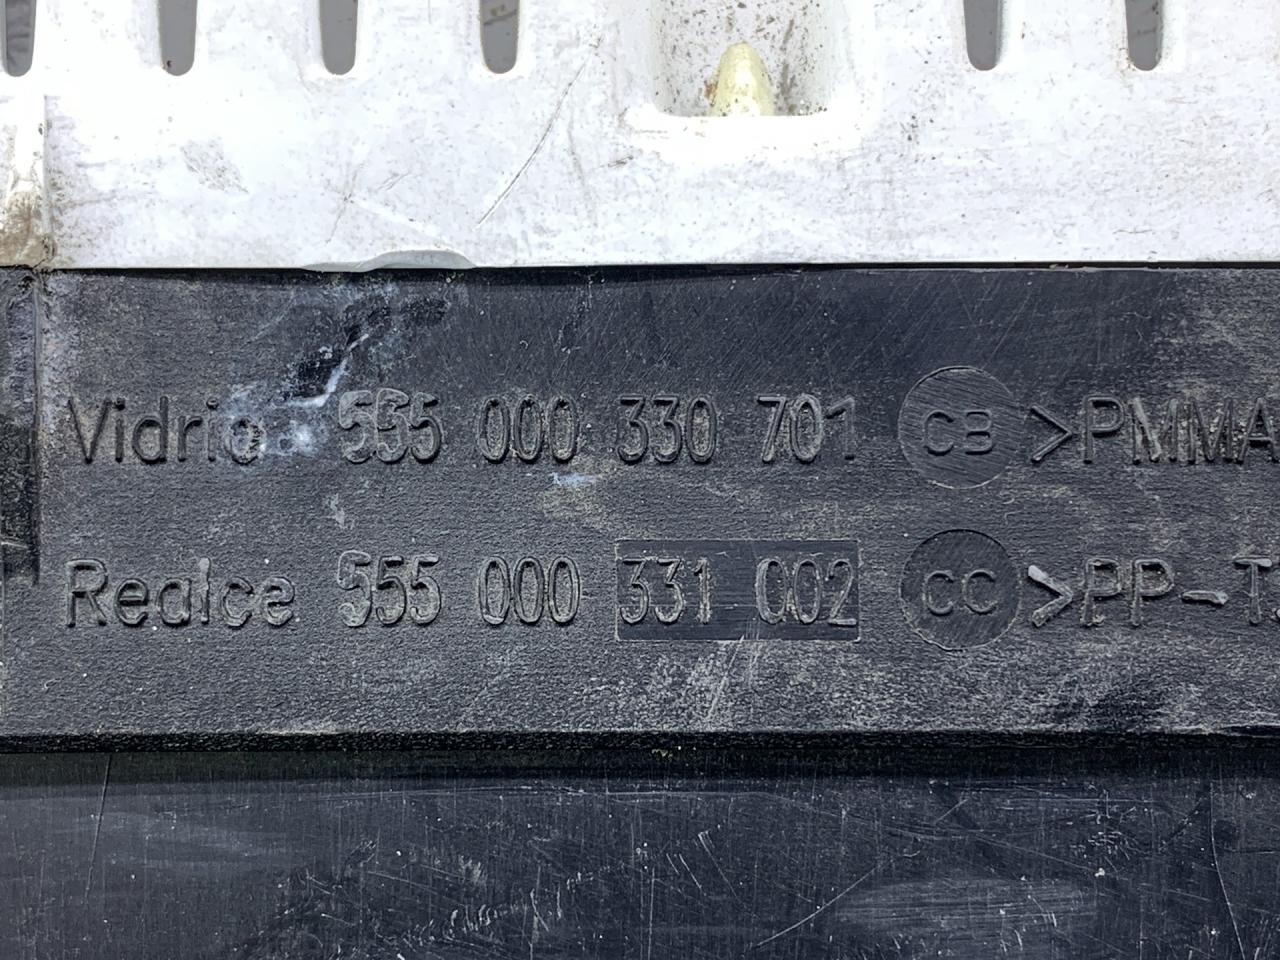 Vidrio 555 000 330 701 CB >PMMA
Realce 555 000 331 002 CC >PP-T